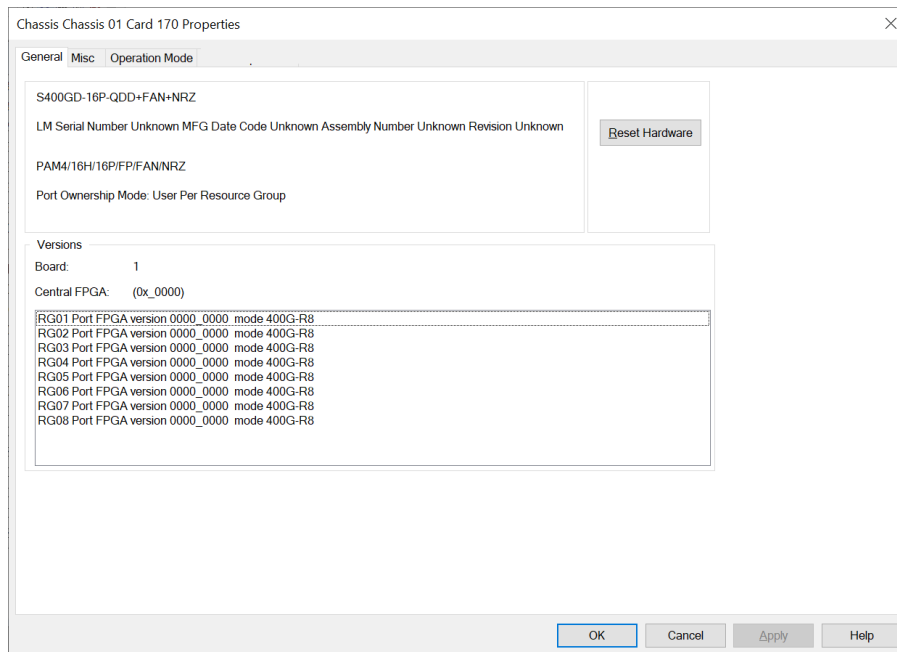 Chassis Chassis 01 Card 170 Properties
General Misc Operation Mode
S400GD-16P-QDD+FAN+NRZ
LM Serial Number Unknown MFG Date Code Unknown Assembly Number Unknown Revision Unknown
Reset Hardware
PAM4/16H/16P/FP/FAN/NRZ
Port Ownership Mode: User Per Resource Group
Versions
Board: 1
Central FPGA: (0x_0000)
RG01 Port FPGA version 0000_0000 mode 400G-R8
RG02 Port FPGA version 0000_0000 mode 400G-R8
RG03 Port FPGA version 0000_0000 mode 400G-R8
RG04 Port FPGA version 0000_0000 mode 400G-R8
RG05 Port FPGA version 0000_0000 mode 400G-R8
RG06 Port FPGA version 0000_0000 mode 400G-R8
RG07 Port FPGA version 0000_0000 mode 400G-R8
RG08 Port FPGA version 0000_0000 mode 400G-R8
OK Cancel Apply Help